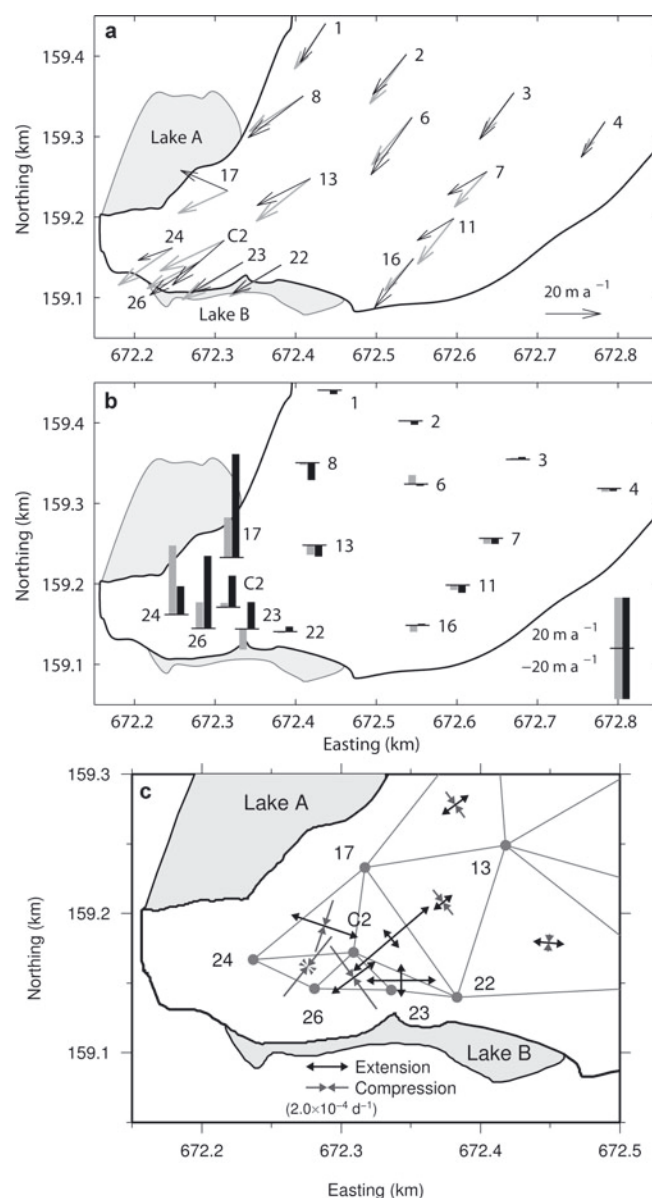 a
159.4
159.3
159.2
159.1
Northing (km)
Lake A
Lake B
1
2
3
4
8
6
7
13
17
11
24
C2
23
22
16
26
20 m a⁻¹
672.2 672.3 672.4 672.5 672.6 672.7 672.8
b
159.4
159.3
159.2
159.1
Northing (km)
1
2
3
4
8
6
17
13
7
C2
11
24
23
26
22
16
20 m a⁻¹
−20 m a⁻¹
672.2 672.3 672.4 672.5 672.6 672.7 672.8
Easting (km)
c
159.3
159.2
159.1
Northing (km)
Lake A
17
13
C2
24
22
26
23
Lake B
Extension
Compression
(2.0×10⁻⁴ d⁻¹)
672.2 672.3 672.4 672.5
Easting (km)